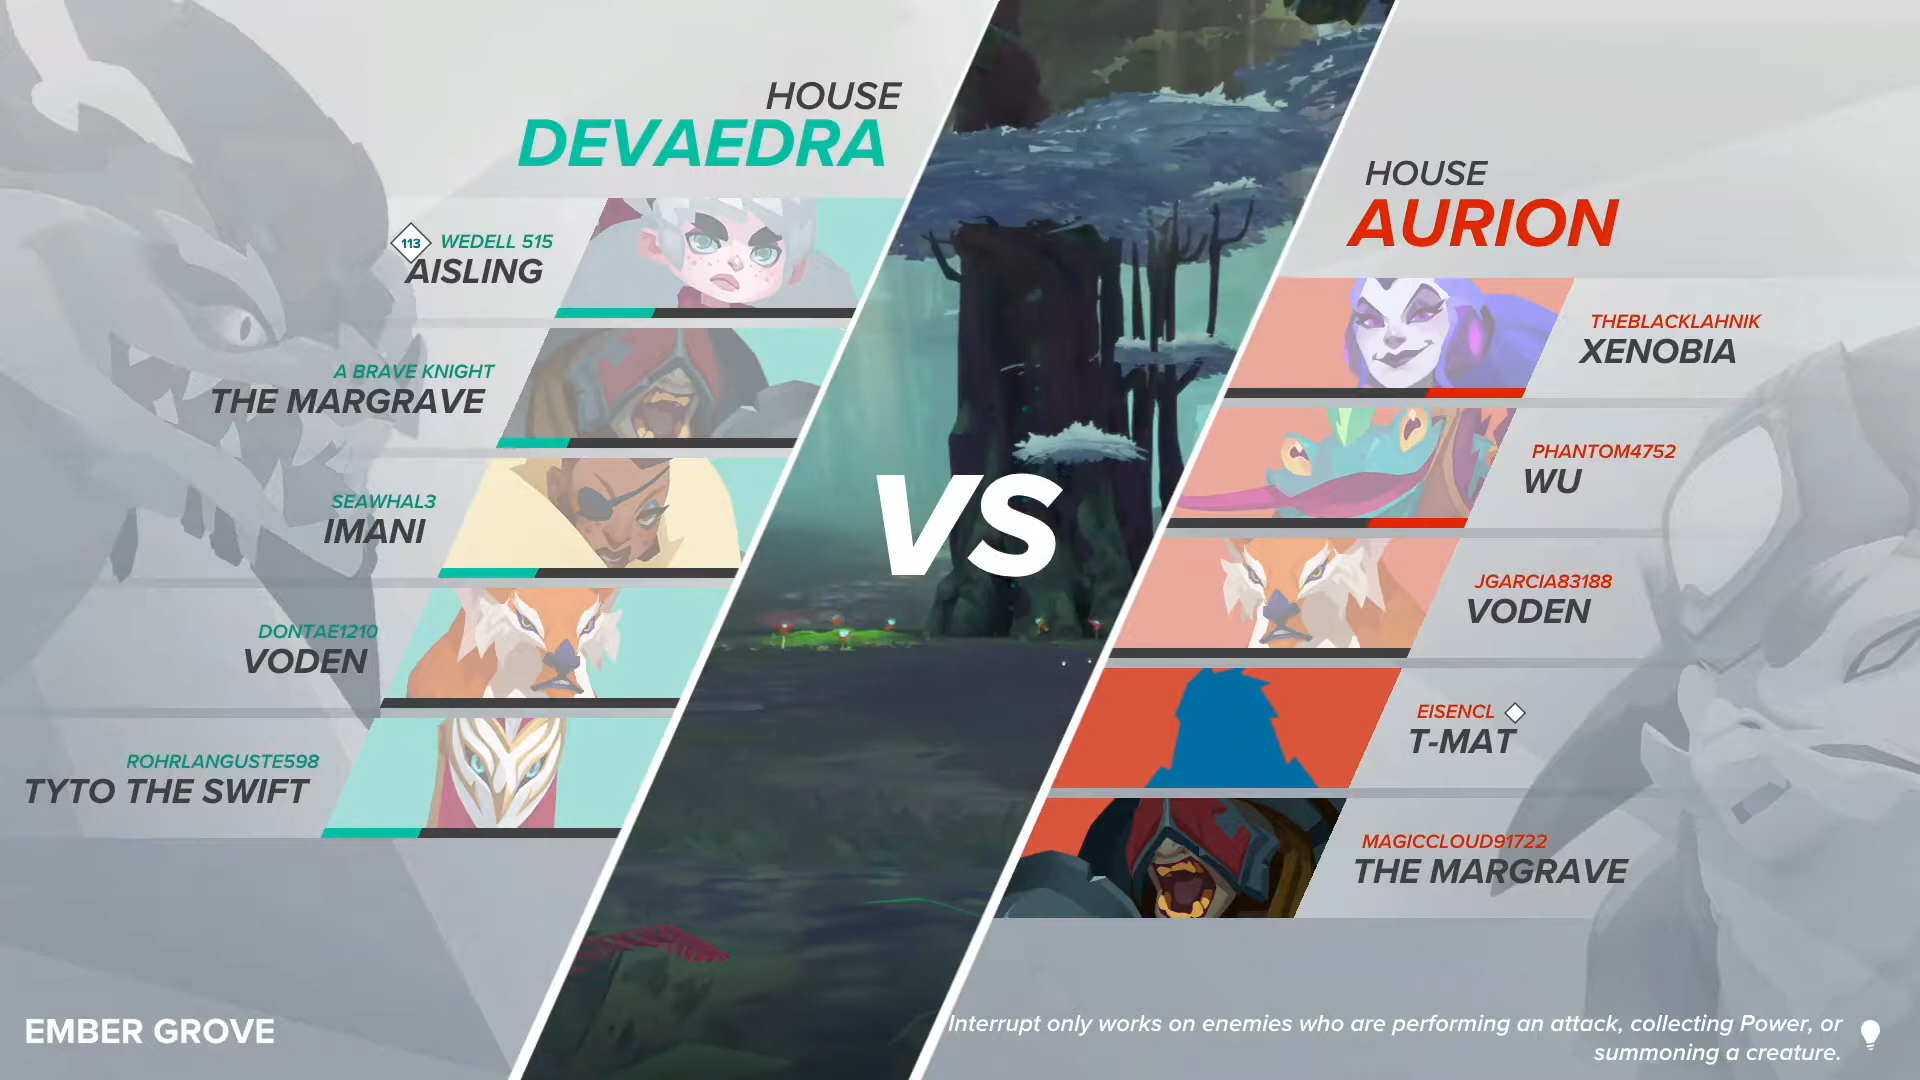 HOUSE
DEVAEDRA
113 WEDELL 515
AISLING
A BRAVE KNIGHT
THE MARGRAVE
SEAWHAL3
IMANI
DONTAE1210
VODEN
ROHRLANGUSTE598
TYTO THE SWIFT
VS
HOUSE
AURION
THEBLACKLAHNIK
XENOBIA
PHANTOM4752
WU
JGARCIA83188
VODEN
EISENCL
T-MAT
MAGICCLOUD91722
THE MARGRAVE
EMBER GROVE
Interrupt only works on enemies who are performing an attack, collecting Power, or
summoning a creature.